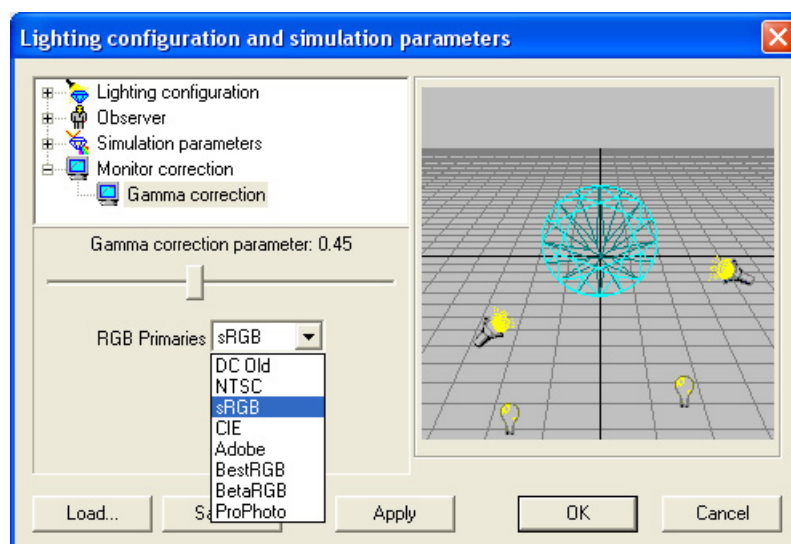 Lighting configuration and simulation parameters
Lighting configuration
Observer
Simulation parameters
Monitor correction
Gamma correction
Gamma correction parameter: 0.45
RGB Primaries sRGB
DC Old
NTSC
sRGB
CIE
Adobe
BestRGB
BetaRGB
ProPhoto
Load... Apply OK Cancel